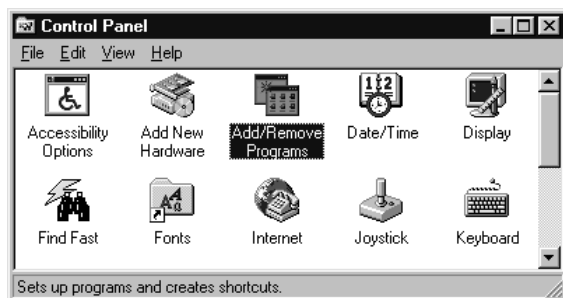 Control Panel
File Edit View Help
Accessibility Options
Add New Hardware
Add/Remove Programs
Date/Time
Display
Find Fast
Fonts
Internet
Joystick
Keyboard
Sets up programs and creates shortcuts.